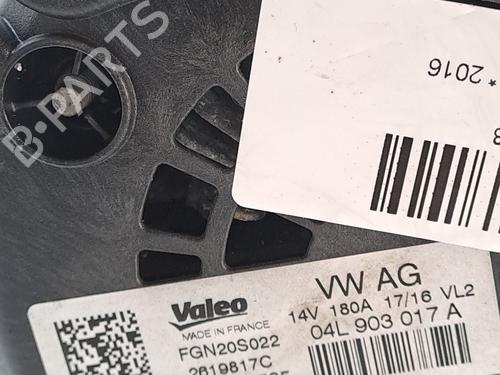 B-PARTS
* 2016
Valeo
MADE IN FRANCE
FGN20S022
2619817C
VW AG
14V 180A 17/16 VL2
04L 903 017 A